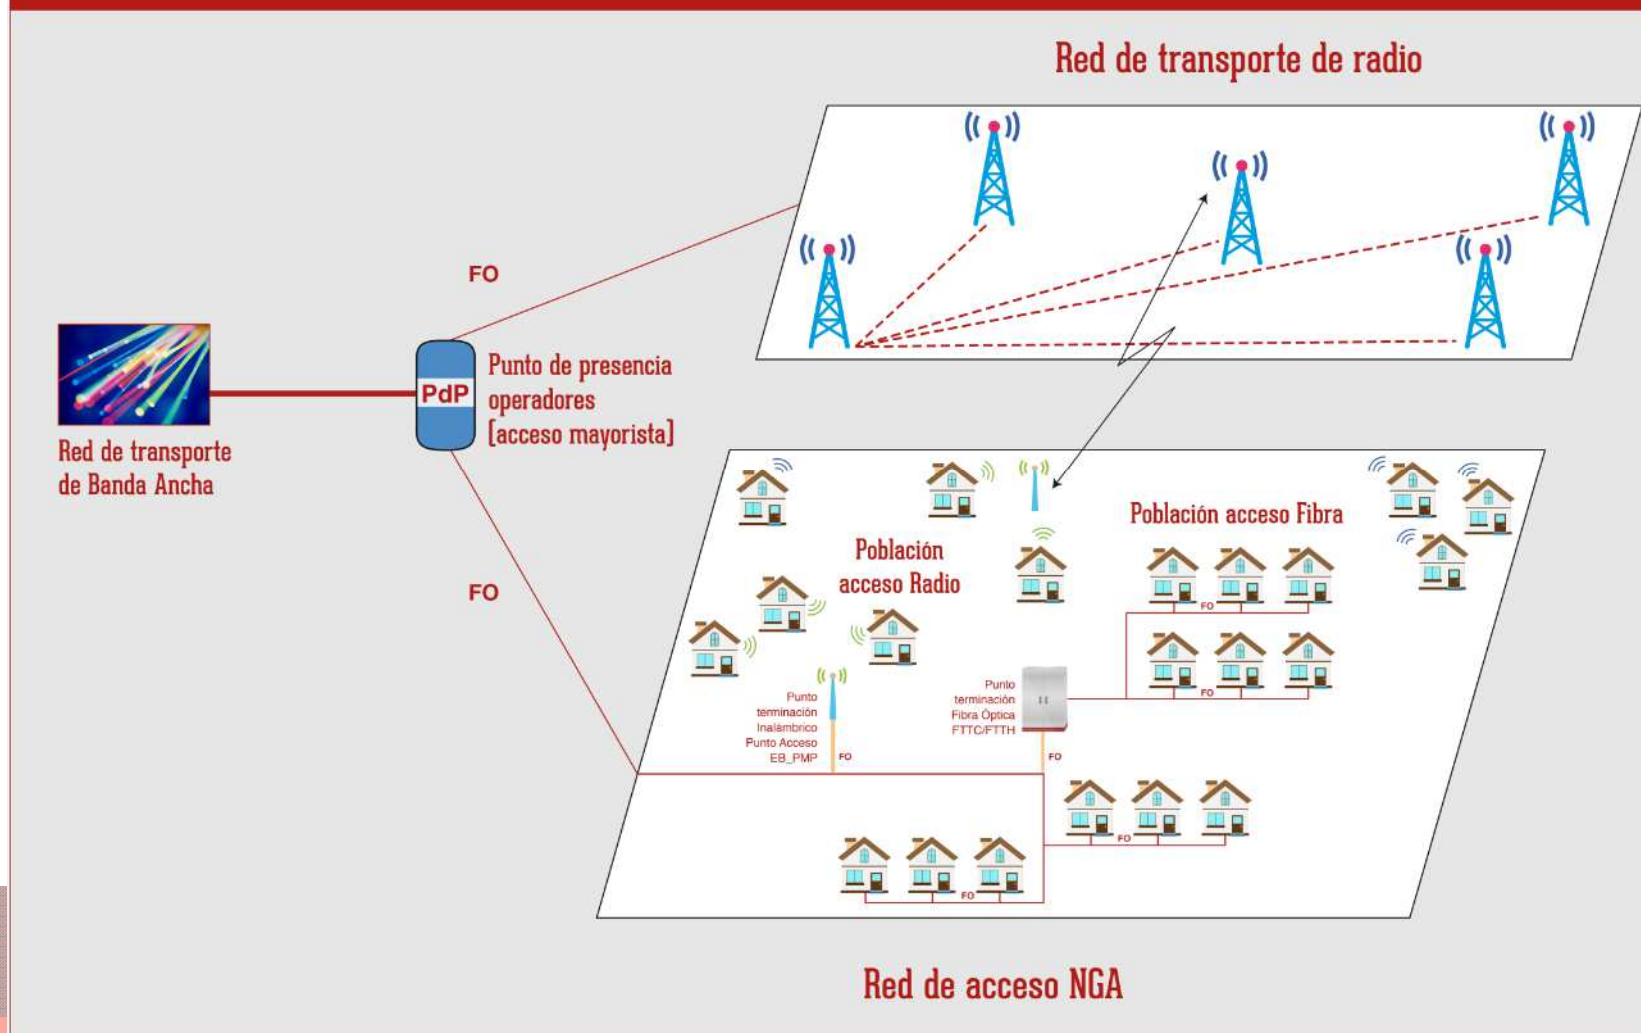 Red de transporte de radio
FO
PdP
Punto de presencia
operadores
[acceso mayorista]
Red de transporte
de Banda Ancha
FO
Población
acceso Radio
Población acceso Fibra
FO
FO
Punto
terminación
Inalámbrico
Punto Acceso
EB_PMP
FO
Punto
terminación
Fibra Óptica
FTTC/FTTH
FO
FO
FO
Red de acceso NGA